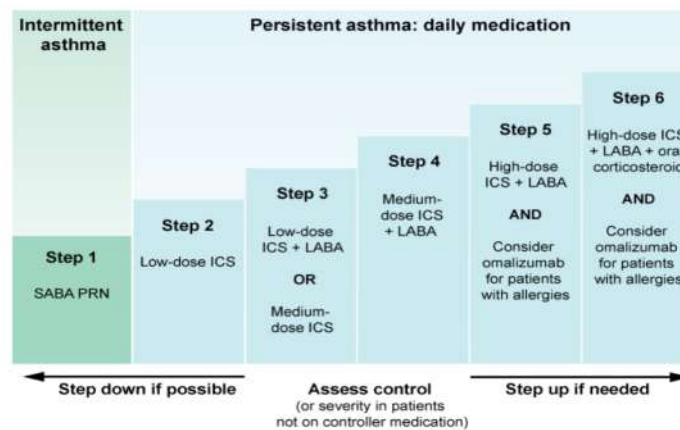 Intermittent
asthma
Persistent asthma: daily medication
Step 1
SABA PRN
Step 2
Low-dose ICS
Step 3
Low-dose
ICS + LABA
OR
Medium-
dose ICS
Step 4
Medium-
dose ICS
+ LABA
Step 5
High-dose
ICS + LABA
AND
Consider
omalizumab
for patients
with allergies
Step 6
High-dose ICS
+ LABA + oral
corticosteroid
AND
Consider
omalizumab
for patients
with allergies
Step down if possible
Assess control
(or severity in patients
not on controller medication)
Step up if needed